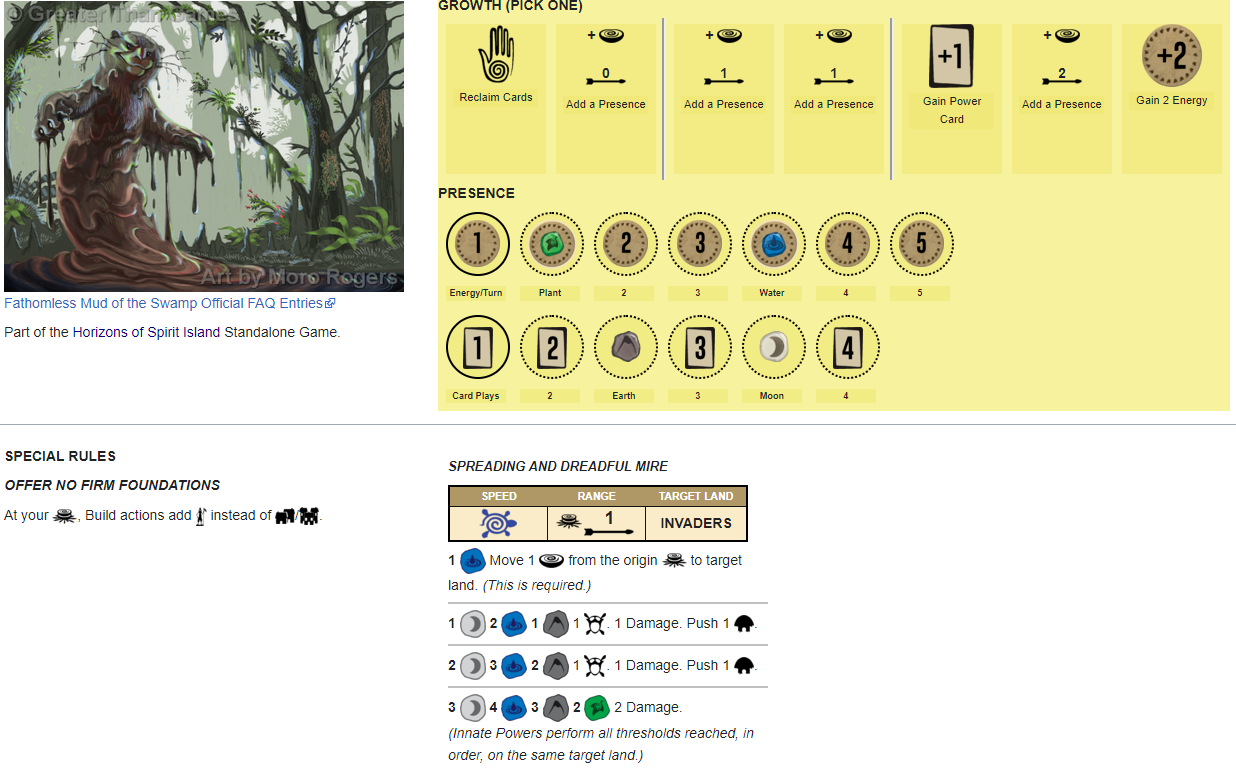 © Greater Than Games
Art by Moro Rogers
Fathomless Mud of the Swamp Official FAQ Entries
Part of the Horizons of Spirit Island Standalone Game.
GROWTH (PICK ONE)
Reclaim Cards
+
0
Add a Presence
+
1
Add a Presence
+
1
Add a Presence
+1
Gain Power
Card
+
2
Add a Presence
+2
Gain 2 Energy
PRESENCE
1 2 3 4 5
Energy/Turn Plant 2 3 Water 4 5
1 2 3 4
Card Plays 2 Earth 3 Moon 4
SPECIAL RULES
OFFER NO FIRM FOUNDATIONS
At your , Build actions add instead of / .
SPREADING AND DREADFUL MIRE
SPEED RANGE TARGET LAND
1 INVADERS
1 Move 1 from the origin to target
land. (This is required.)
1 2 1 1 . 1 Damage. Push 1 .
2 3 2 1 . 1 Damage. Push 1 .
3 4 3 2 2 Damage.
(Innate Powers perform all thresholds reached, in
order, on the same target land.)